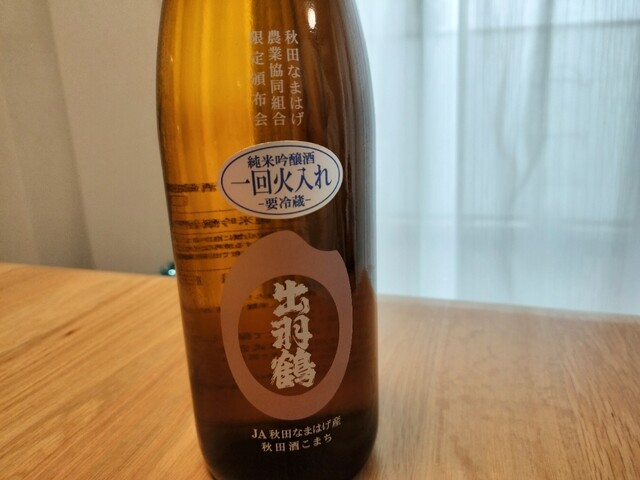 秋田なまはげ
農業協同組合
限定頒布会
純米吟醸酒
一回火入れ
-要冷蔵-
出羽鶴
JA秋田なまはげ産
秋田酒こまち